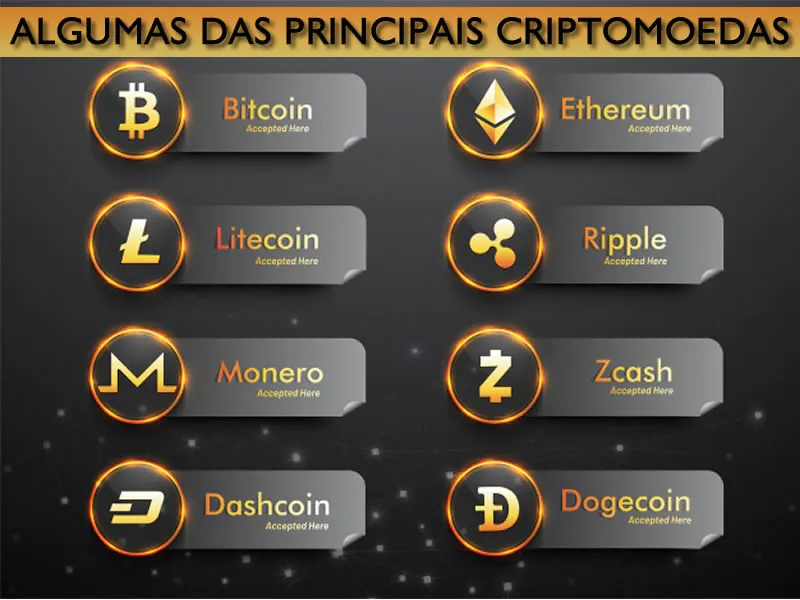 ALGUMAS DAS PRINCIPAIS CRIPTOMOEDAS
Bitcoin
Accepted Here
Ethereum
Accepted Here
Litecoin
Accepted Here
Ripple
Accepted Here
Monero
Accepted Here
Zcash
Accepted Here
Dashcoin
Accepted Here
Dogecoin
Accepted Here